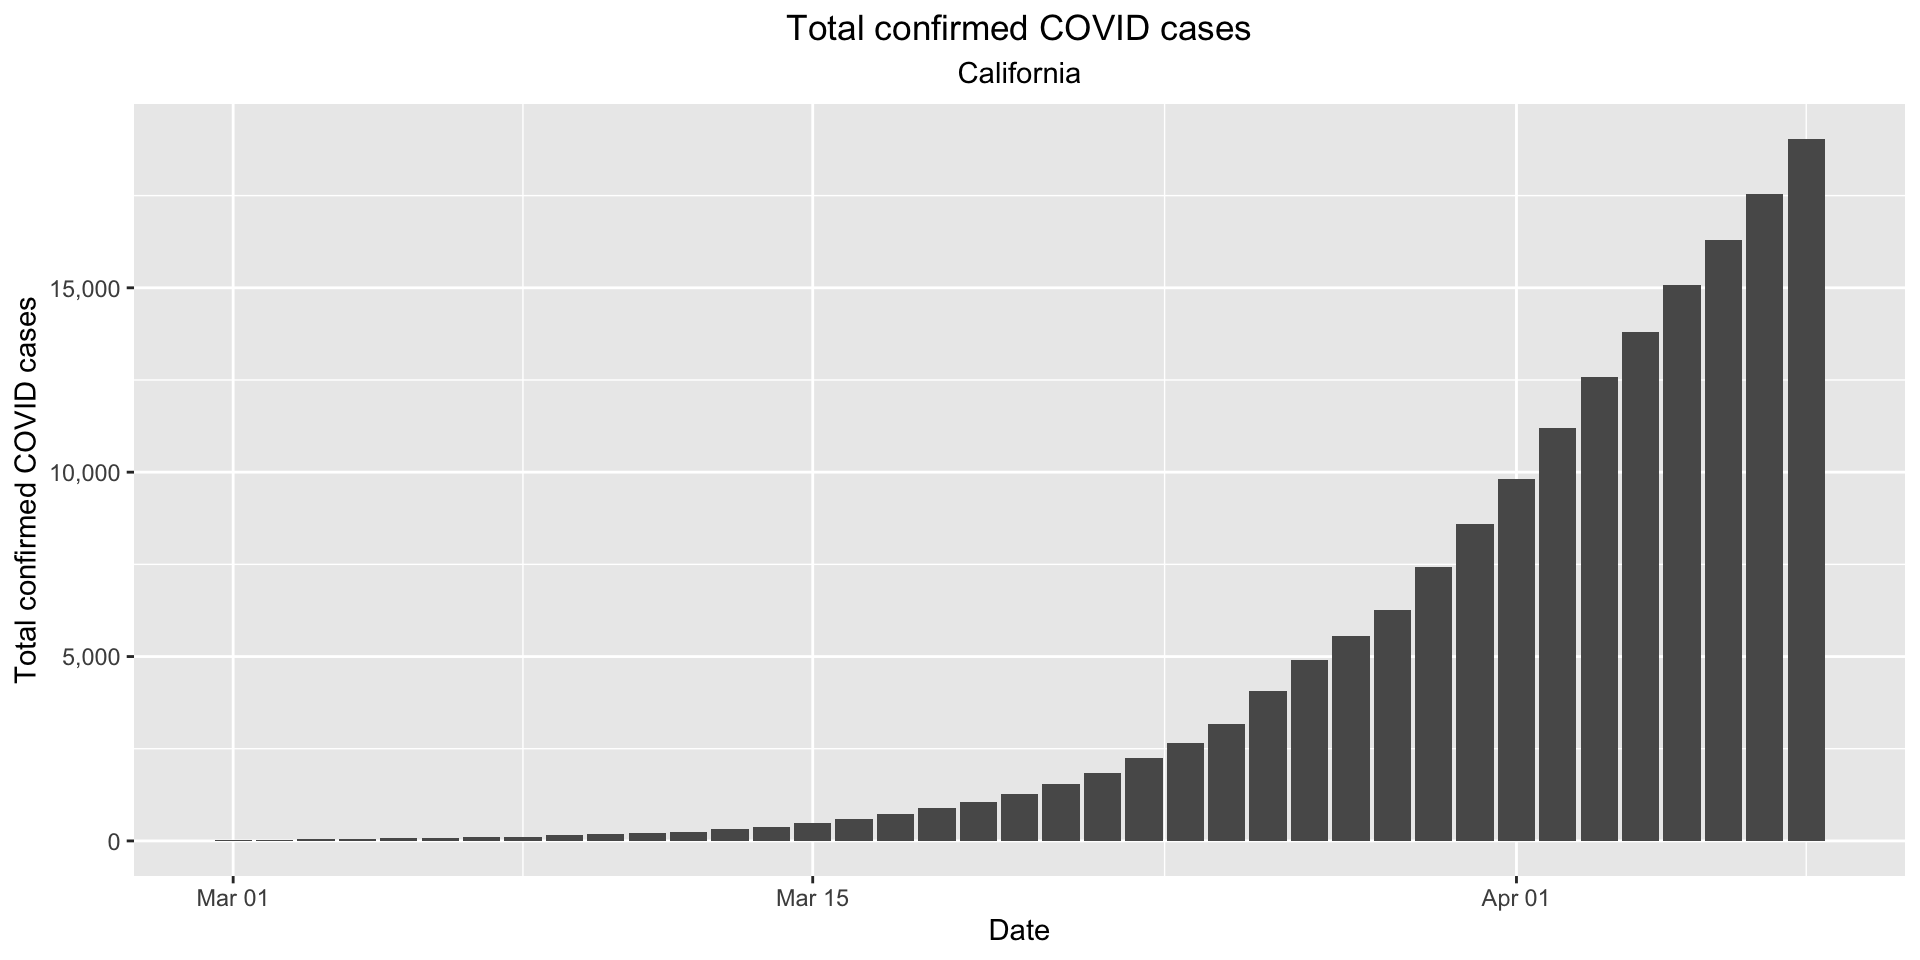 Total confirmed COVID cases
California
Total confirmed COVID cases
15,000
10,000
5,000
0
Mar 01
Mar 15
Apr 01
Date